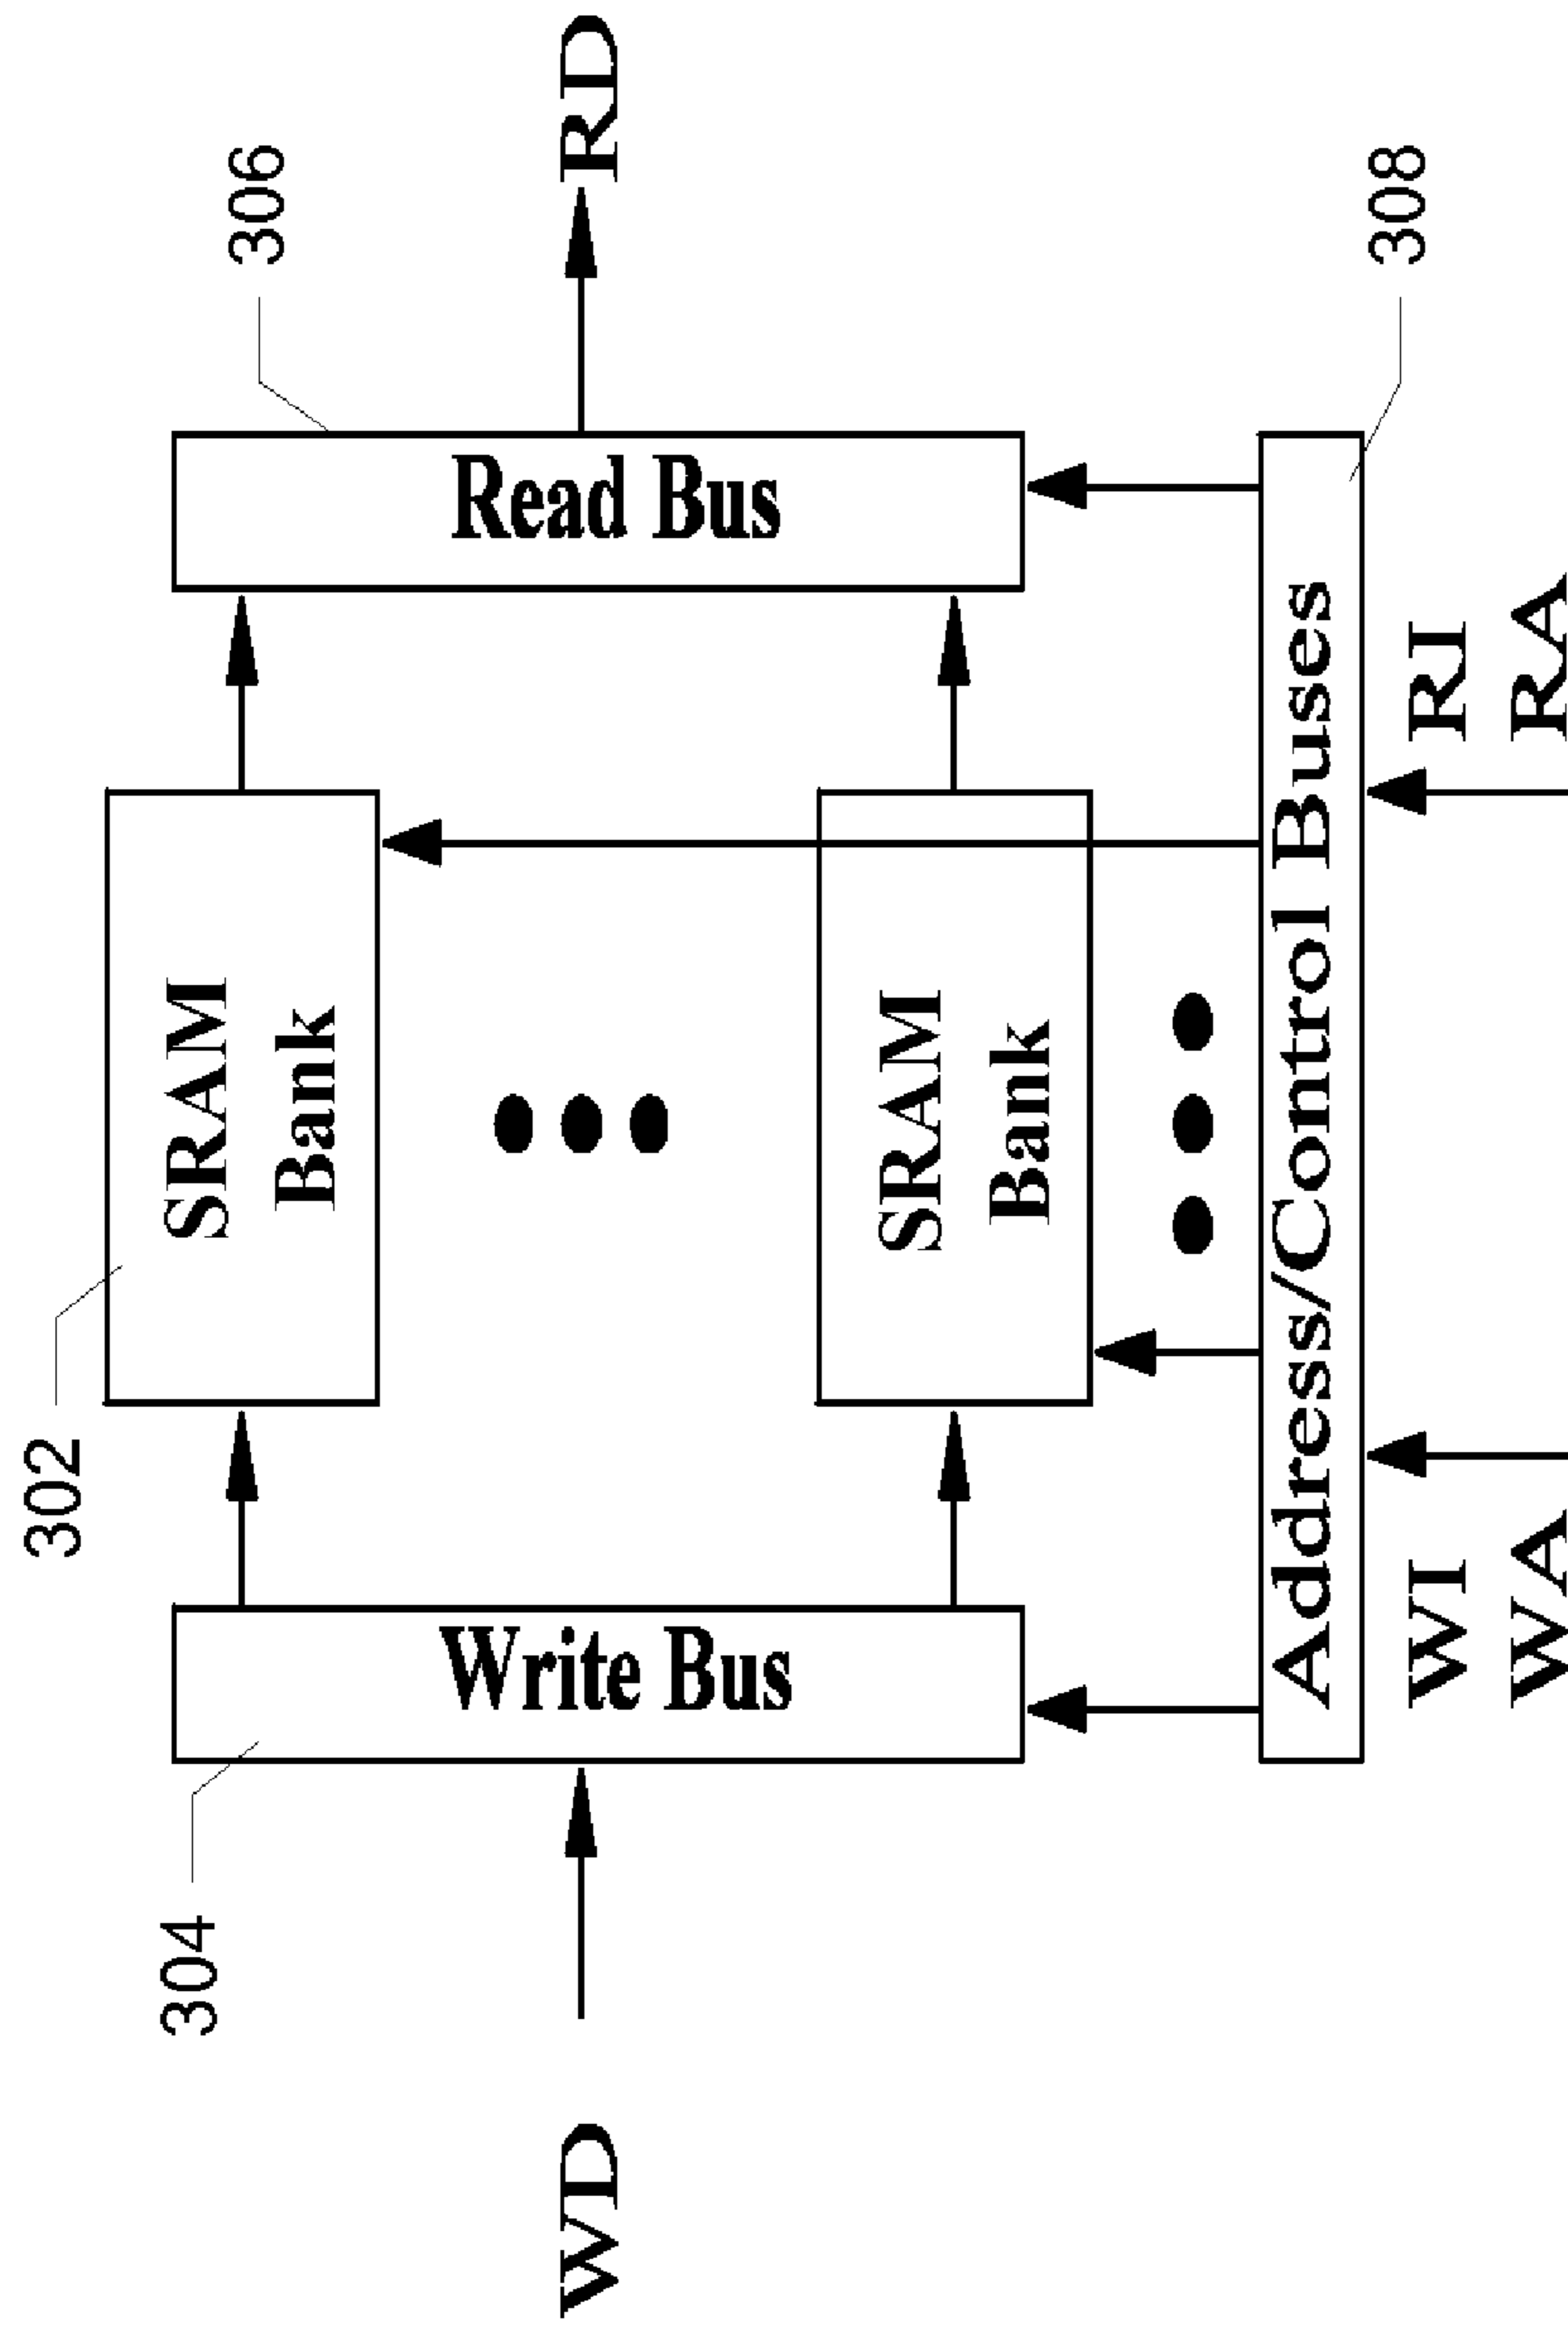 302
304
SRAM
Bank
306
WD
Write Bus
Read Bus
RD
SRAM
Bank
Address/Control Buses
308
WI
RI
WA
RA